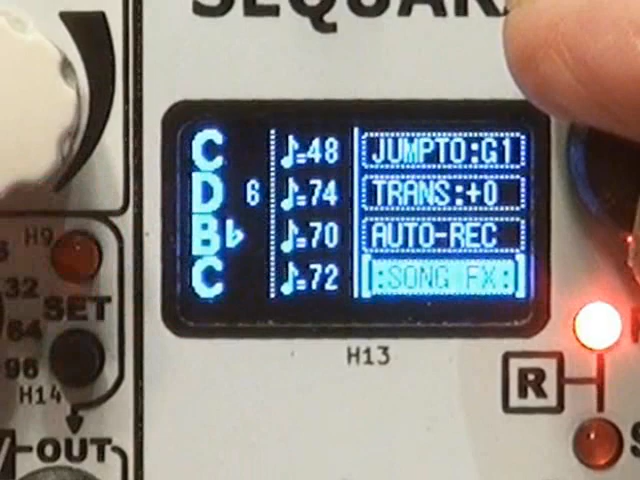 SEQUAR
C ♪=48 JUMPTO:G1
D 6 ♪=74 TRANS:+0
B♭ ♪=70 AUTO-REC
C ♪=72 [:SONG FX:]
H9
32
SET
64
96
H14
H13
R
OUT